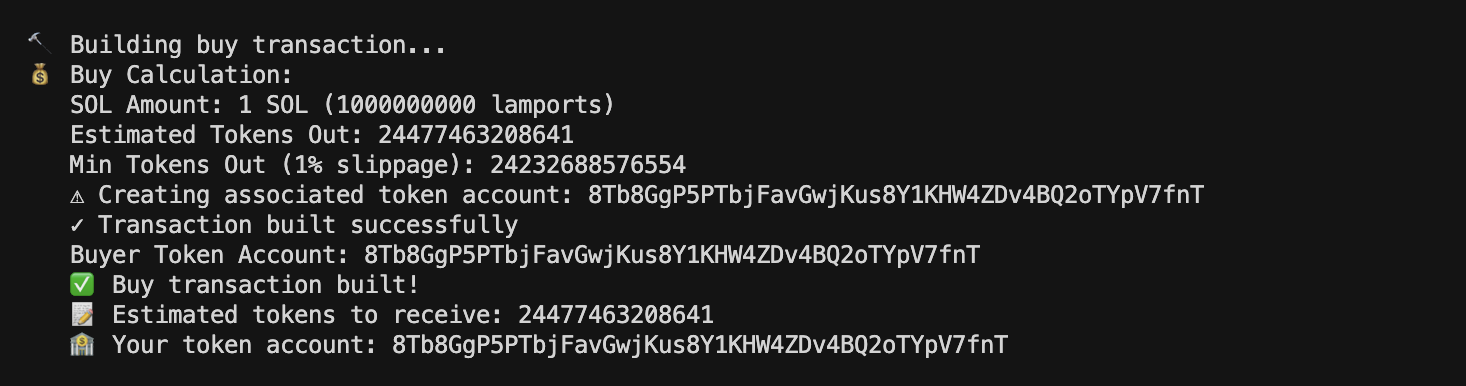 ⛏ Building buy transaction...
💰 Buy Calculation:
SOL Amount: 1 SOL (1000000000 lamports)
Estimated Tokens Out: 24477463208641
Min Tokens Out (1% slippage): 24232688576554
⚠ Creating associated token account: 8Tb8GgP5PTbjFavGwjKus8Y1KHW4ZDv4BQ2oTYpV7fnT
✓ Transaction built successfully
Buyer Token Account: 8Tb8GgP5PTbjFavGwjKus8Y1KHW4ZDv4BQ2oTYpV7fnT
✅ Buy transaction built!
📝 Estimated tokens to receive: 24477463208641
🏦 Your token account: 8Tb8GgP5PTbjFavGwjKus8Y1KHW4ZDv4BQ2oTYpV7fnT